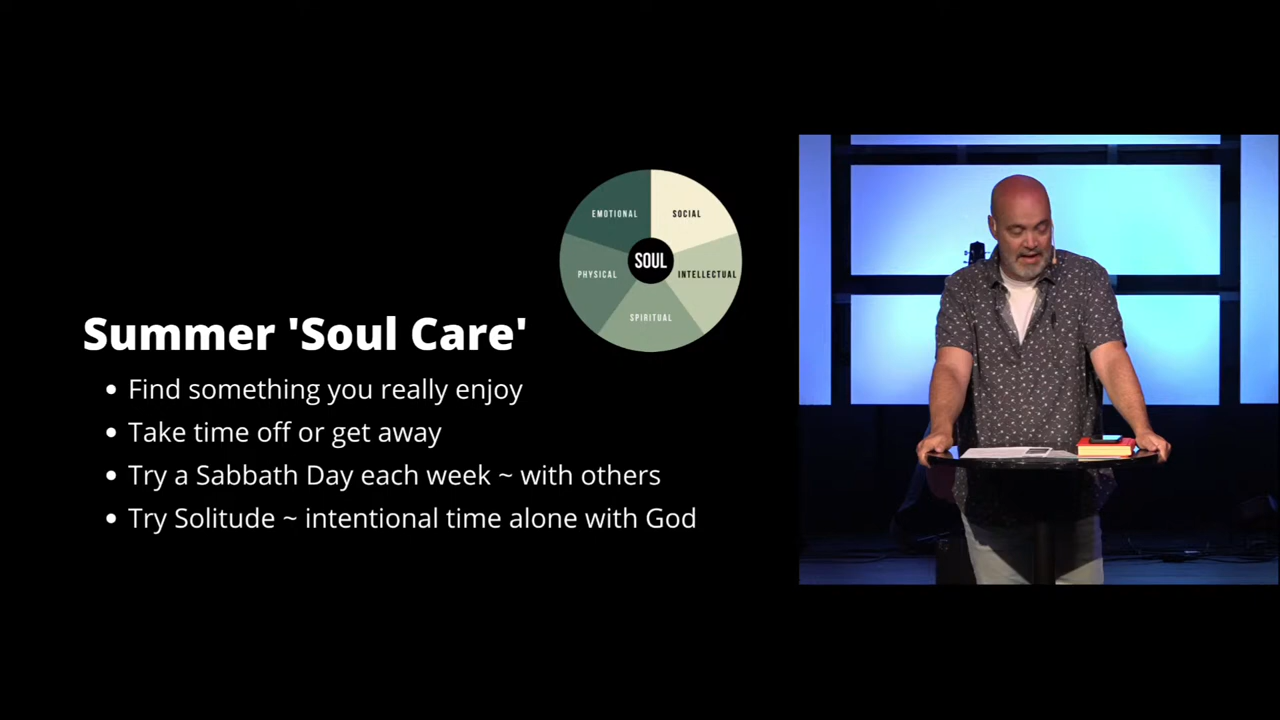 EMOTIONAL
SOCIAL
PHYSICAL
SOUL
INTELLECTUAL
SPIRITUAL
Summer 'Soul Care'
• Find something you really enjoy
• Take time off or get away
• Try a Sabbath Day each week ~ with others
• Try Solitude ~ intentional time alone with God